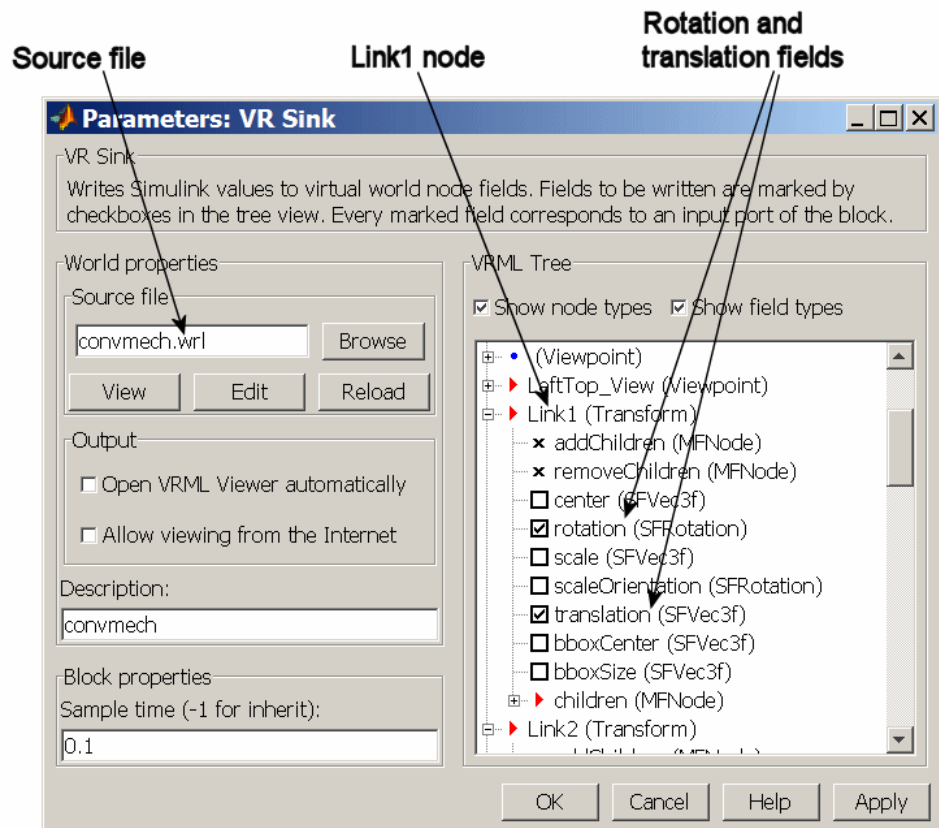 Rotation and
translation fields
Source file
Link1 node
Parameters: VR Sink
VR Sink
Writes Simulink values to virtual world node fields. Fields to be written are marked by
checkboxes in the tree view. Every marked field corresponds to an input port of the block.
World properties
Source file
convmech.wrl
Browse
View
Edit
Reload
Output
Open VRML Viewer automatically
Allow viewing from the Internet
Description:
convmech
Block properties
Sample time (-1 for inherit):
0.1
VRML Tree
Show node types
Show field types
(Viewpoint)
LeftTop_View (Viewpoint)
Link1 (Transform)
addChildren (MFNode)
removeChildren (MFNode)
center (SFVec3f)
rotation (SFRotation)
scale (SFVec3f)
scaleOrientation (SFRotation)
translation (SFVec3f)
bboxCenter (SFVec3f)
bboxSize (SFVec3f)
children (MFNode)
Link2 (Transform)
OK
Cancel
Help
Apply